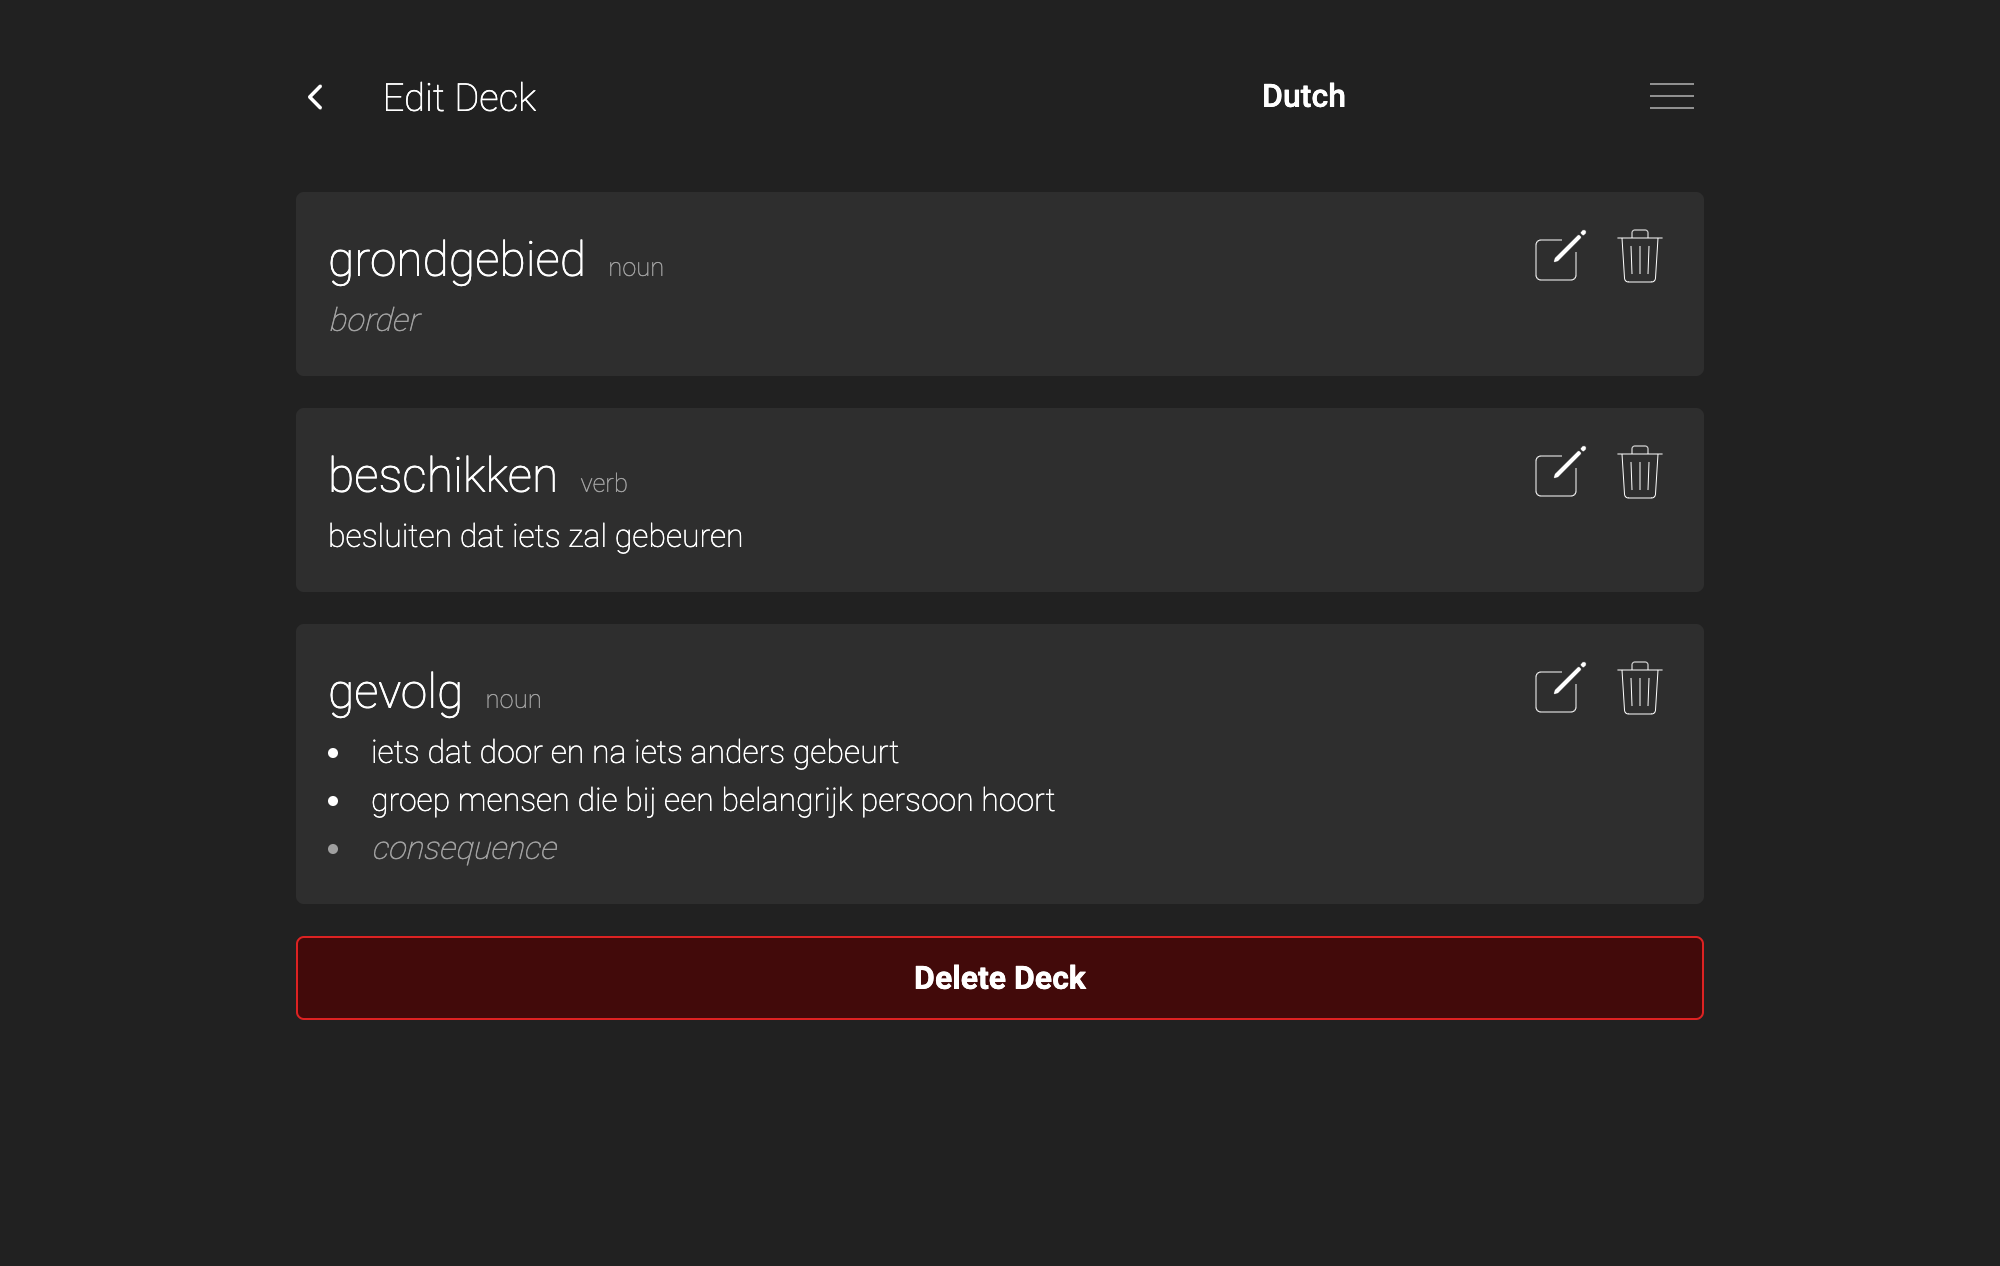 Edit Deck
Dutch
grondgebied noun
border
beschikken verb
besluiten dat iets zal gebeuren
gevolg noun
• iets dat door en na iets anders gebeurt
• groep mensen die bij een belangrijk persoon hoort
• consequence
Delete Deck